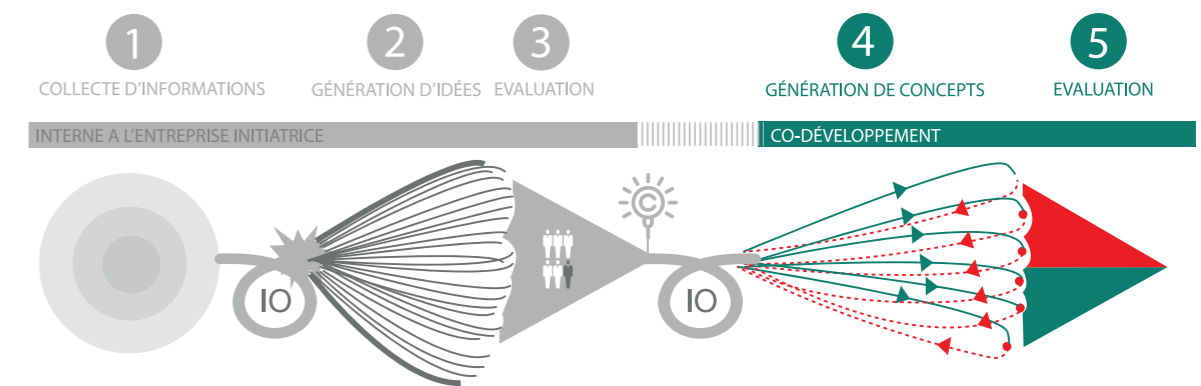 1
2
3
4
5
COLLECTE D'INFORMATIONS
GÉNÉRATION D'IDÉES
EVALUATION
GÉNÉRATION DE CONCEPTS
EVALUATION
INTERNE A L'ENTREPRISE INITIATRICE
CO-DÉVELOPPEMENT
©
IO
IO